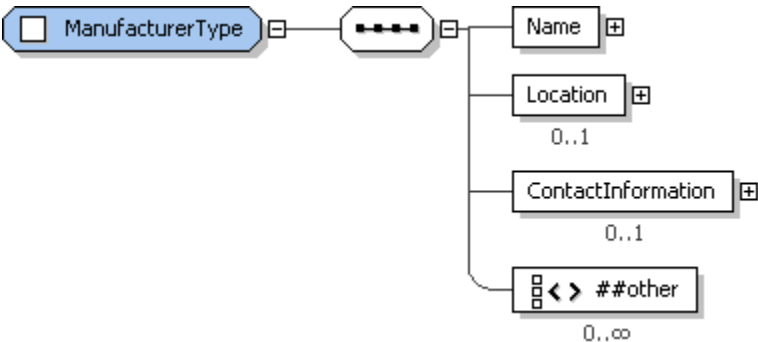 ManufacturerType
Name
Location
0..1
ContactInformation
0..1
##other
0..∞